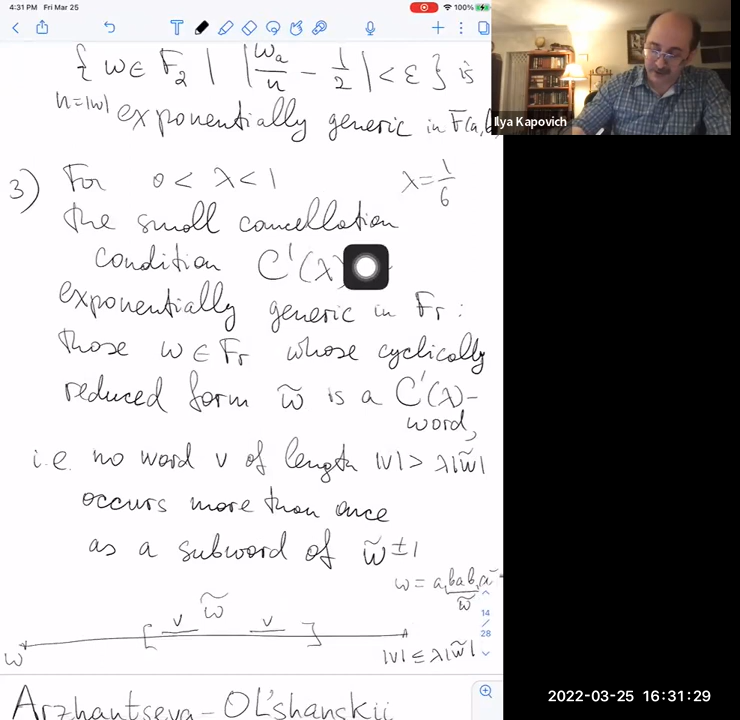 4:31 PM Fri Mar 25
100%
{ w ∈ F₂ | | wₐ/n − 1/2 | < ε } is
n=|w| exponentially generic in F(a,b
Ilya Kapovich
3) For 0 < λ < 1 λ = 1/6
the small cancellation
condition C'(λ)
exponentially generic in Fr :
those w ∈ Fr whose cyclically
reduced form w̃ is a C'(λ)-
word,
i.e. no word v of length |v| > λ|w̃|
occurs more than once
as a subword of w̃ ±1
w̃
v v
w
|v| ≤ λ|w̃|
14
/
28
2022-03-25 16:31:29
Arzhantseva - Ol'shanskii